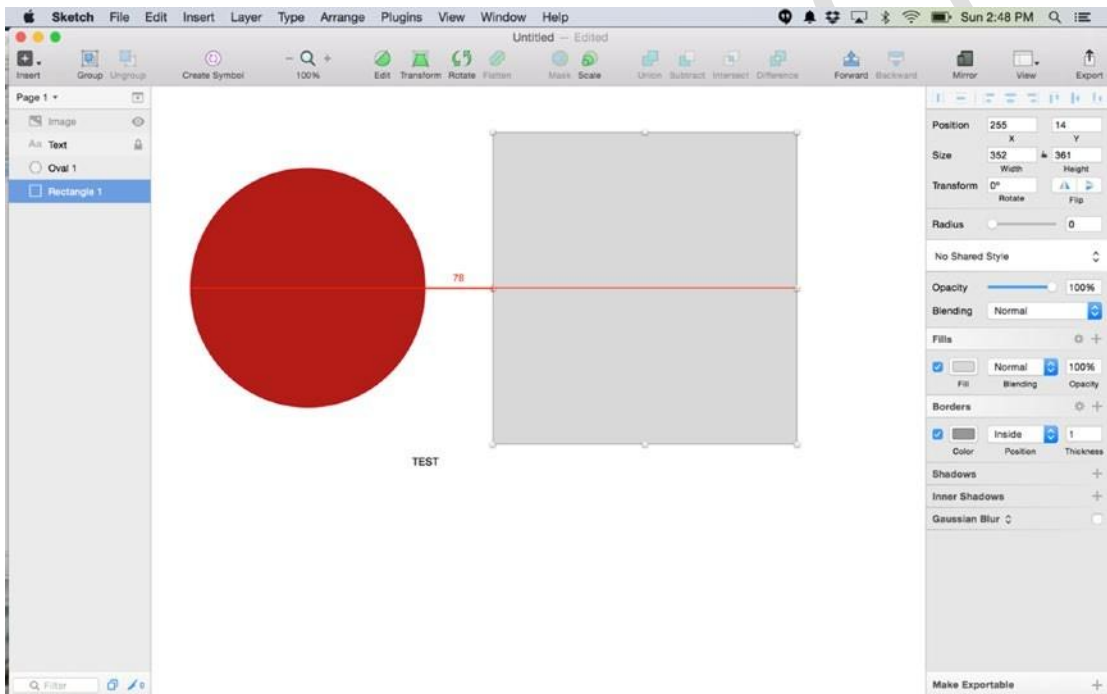 Sketch File Edit Insert Layer Type Arrange Plugins View Window Help Sun 2:48 PM
Untitled — Edited
Insert Group Ungroup Create Symbol - + 100% Edit Transform Rotate Flatten Mask Scale Union Subtract Intersect Difference Forward Backward Mirror View Export
Page 1
Image
Aa Text
Oval 1
Rectangle 1
78
TEST
Position 255 14
X Y
Size 352 361
Width Height
Transform 0°
Rotate Flip
Radius 0
No Shared Style
Opacity 100%
Blending Normal
Fills
Normal 100%
Fill Blending Opacity
Borders
Inside 1
Color Position Thickness
Shadows
Inner Shadows
Gaussian Blur
Filter 0
Make Exportable